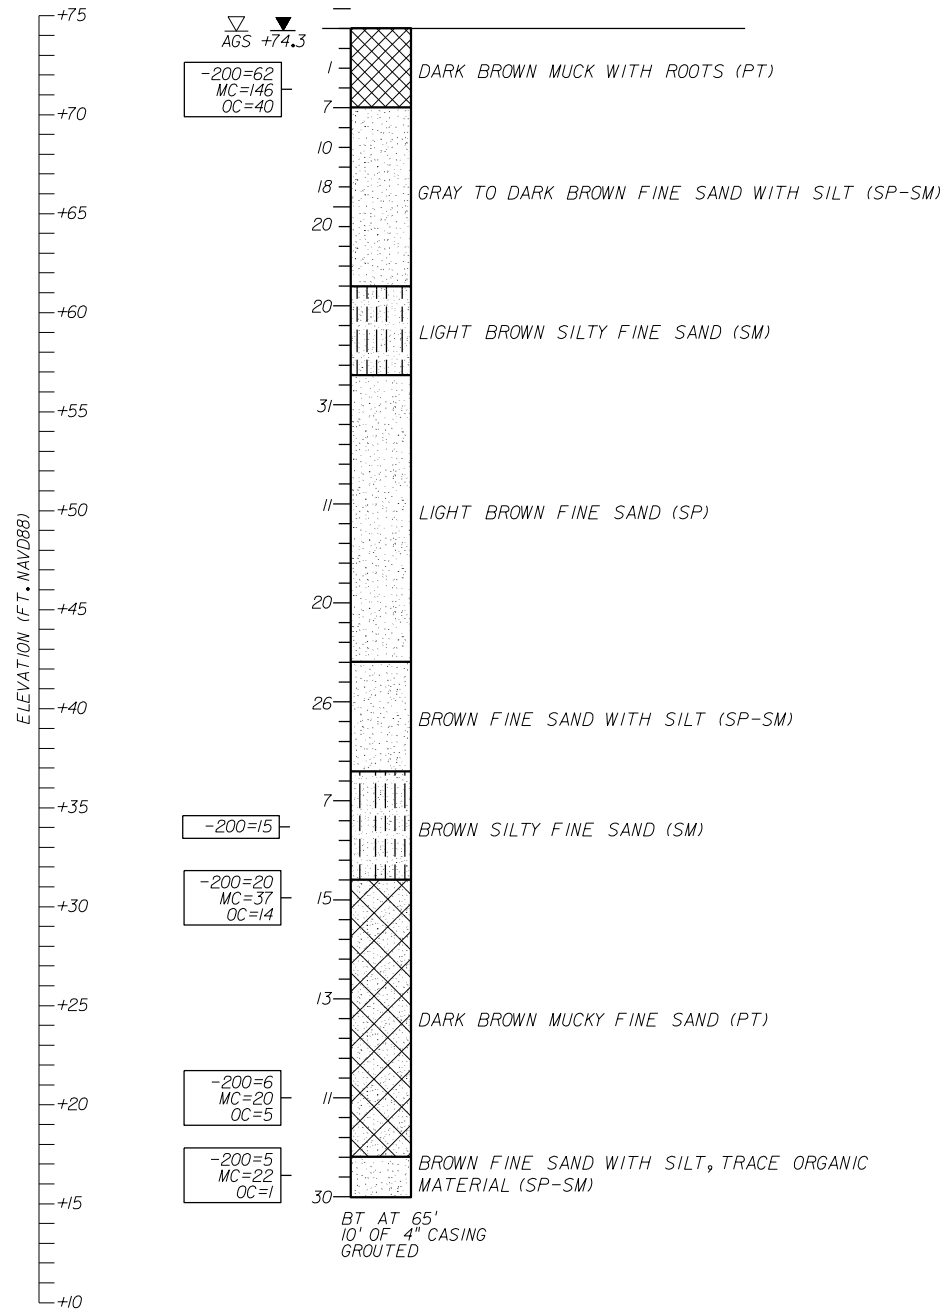 +75
AGS +74.3
-200=62
MC=146
OC=40
1
DARK BROWN MUCK WITH ROOTS (PT)
7
+70
10
18
GRAY TO DARK BROWN FINE SAND WITH SILT (SP-SM)
+65
20
+60
20
LIGHT BROWN SILTY FINE SAND (SM)
+55
31
+50
11
LIGHT BROWN FINE SAND (SP)
ELEVATION (FT. NAVD88)
+45
20
+40
26
BROWN FINE SAND WITH SILT (SP-SM)
+35
7
-200=15
BROWN SILTY FINE SAND (SM)
-200=20
MC=37
OC=14
+30
15
+25
13
DARK BROWN MUCKY FINE SAND (PT)
-200=6
MC=20
OC=5
+20
11
-200=5
MC=22
OC=1
BROWN FINE SAND WITH SILT, TRACE ORGANIC
MATERIAL (SP-SM)
+15
30
BT AT 65'
10' OF 4" CASING
GROUTED
+10